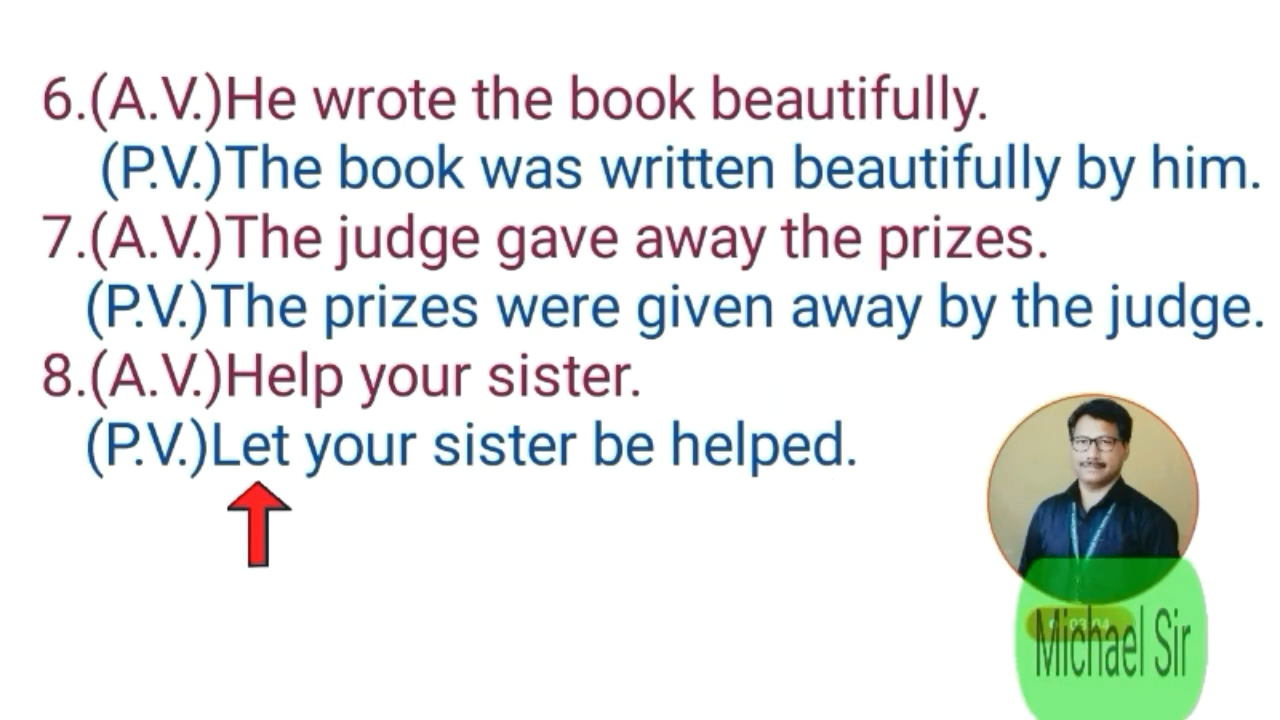 6.(A.V.)He wrote the book beautifully.
(P.V.)The book was written beautifully by him.
7.(A.V.)The judge gave away the prizes.
(P.V.)The prizes were given away by the judge.
8.(A.V.)Help your sister.
(P.V.)Let your sister be helped.
Michael Sir